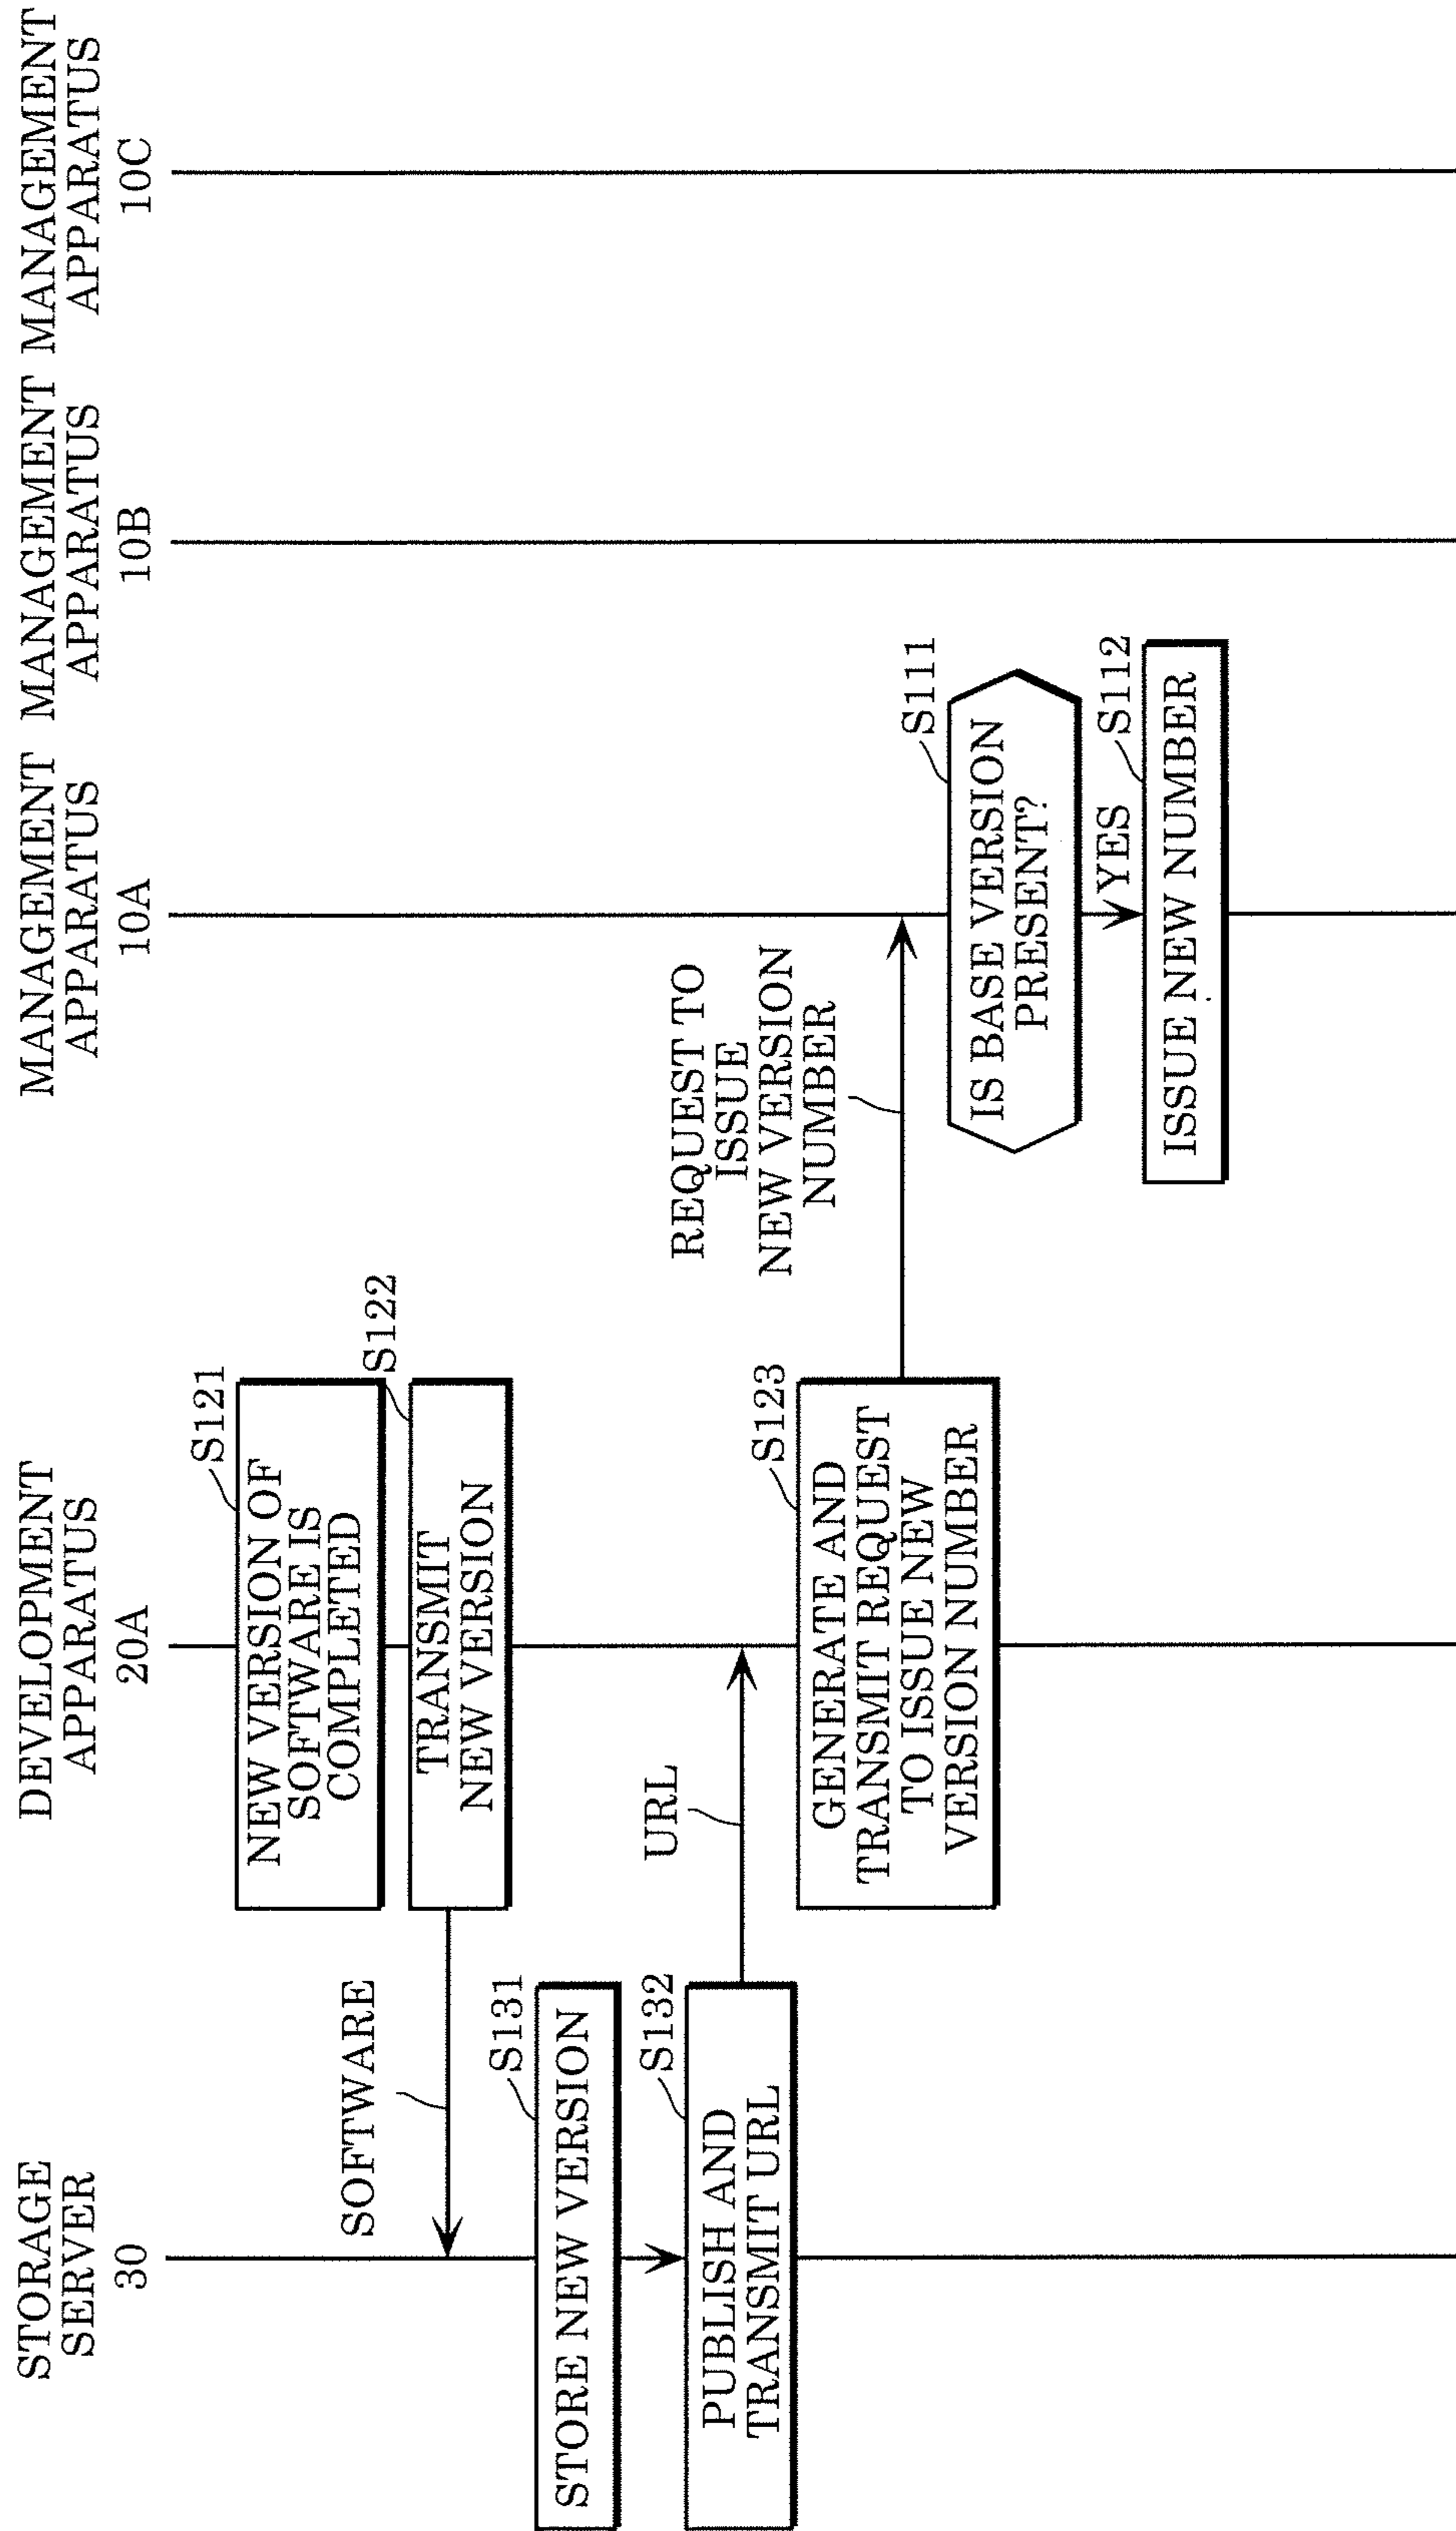 STORAGE
SERVER
30
DEVELOPMENT
APPARATUS
20A
MANAGEMENT
APPARATUS
10A
MANAGEMENT
APPARATUS
10B
MANAGEMENT
APPARATUS
10C
S121
NEW VERSION OF
SOFTWARE IS
COMPLETED
S122
TRANSMIT
NEW VERSION
SOFTWARE
S131
STORE NEW VERSION
S132
PUBLISH AND
TRANSMIT URL
URL
S123
GENERATE AND
TRANSMIT REQUEST
TO ISSUE NEW
VERSION NUMBER
REQUEST TO
ISSUE
NEW VERSION
NUMBER
S111
IS BASE VERSION
PRESENT?
YES
S112
ISSUE NEW NUMBER